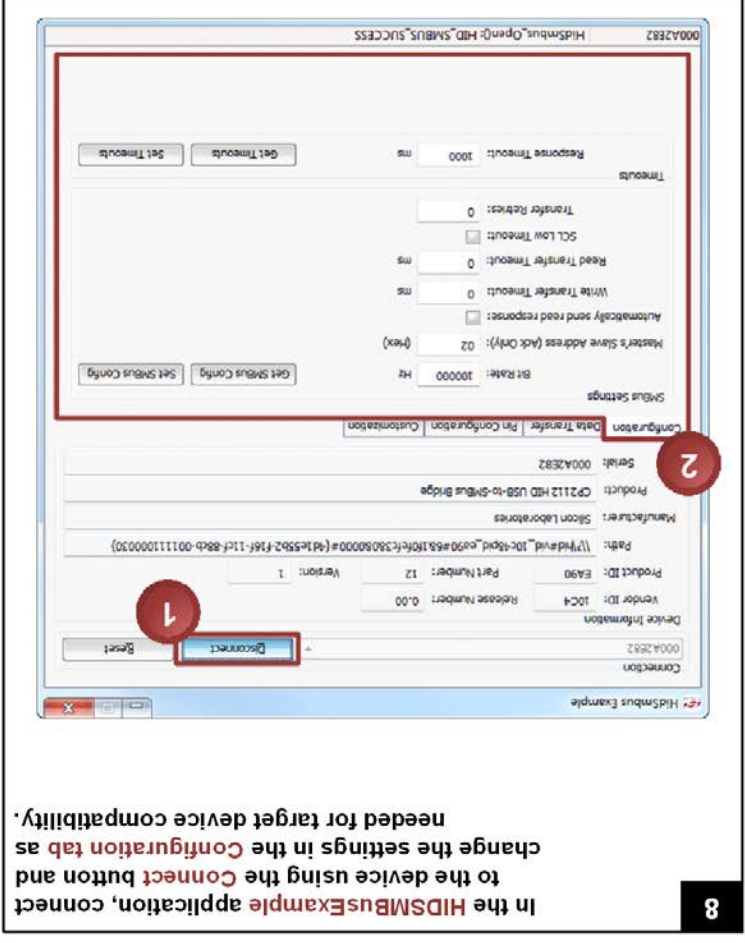 8
In the HIDSMBusExample application, connect
to the device using the Connect button and
change the settings in the Configuration tab as
needed for target device compatibility.
HidSmbus Example
Connection
000A2E82
Disconnect
Reset
1
Device Information
Vendor ID: 10C4 Release Number: 0.00
Product ID: EA90 Part Number: 12 Version: 1
Path:
Manufacturer: Silicon Laboratories
Product: CP2112 HID USB-to-SMBus Bridge
Serial: 000A2E82
2
Configuration Data Transfer Pin Configuration Customization
SMBus Settings
Bit Rate: 100000 Hz Get SMBus Config Set SMBus Config
Master's Slave Address (Ack Only): 02 (Hex)
Automatically send read response:
Write Transfer Timeout: 0 ms
Read Transfer Timeout: 0 ms
SCL Low Timeout:
Transfer Retries: 0
Timeouts
Response Timeout: 1000 ms Get Timeouts Set Timeouts
000A2E82 HidSmbus_Open(): HID_SMBUS_SUCCESS